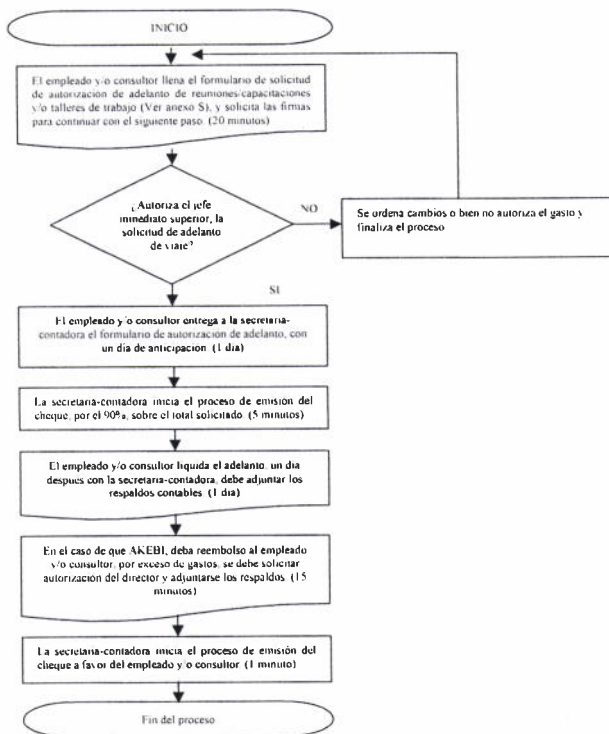 INICIO
El empleado y/o consultor llena el formulario de solicitud
de autorización de adelanto de reuniones/capacitaciones
y/o talleres de trabajo (Ver anexo S), y solicita las firmas
para continuar con el siguiente paso. (20 minutos)
¿Autoriza el jefe
inmediato superior, la
solicitud de adelanto
de viaje?
NO
Se ordena cambios o bien no autoriza el gasto y
finaliza el proceso
SI
El empleado y/o consultor entrega a la secretaria-
contadora el formulario de autorización de adelanto, con
un dia de anticipación. (1 dia)
La secretaria-contadora inicia el proceso de emisión del
cheque, por el 90%, sobre el total solicitado. (5 minutos)
El empleado y/o consultor liquida el adelanto, un dia
despues con la secretaria-contadora, debe adjuntar los
respaldos contables. (1 dia)
En el caso de que AKEBI, deba reembolso al empleado
y/o consultor, por exceso de gastos, se debe solicitar
autorización del director y adjuntarse los respaldos. (15
minutos)
La secretaria-contadora inicia el proceso de emisión del
cheque a favor del empleado y/o consultor. (1 minuto)
Fin del proceso